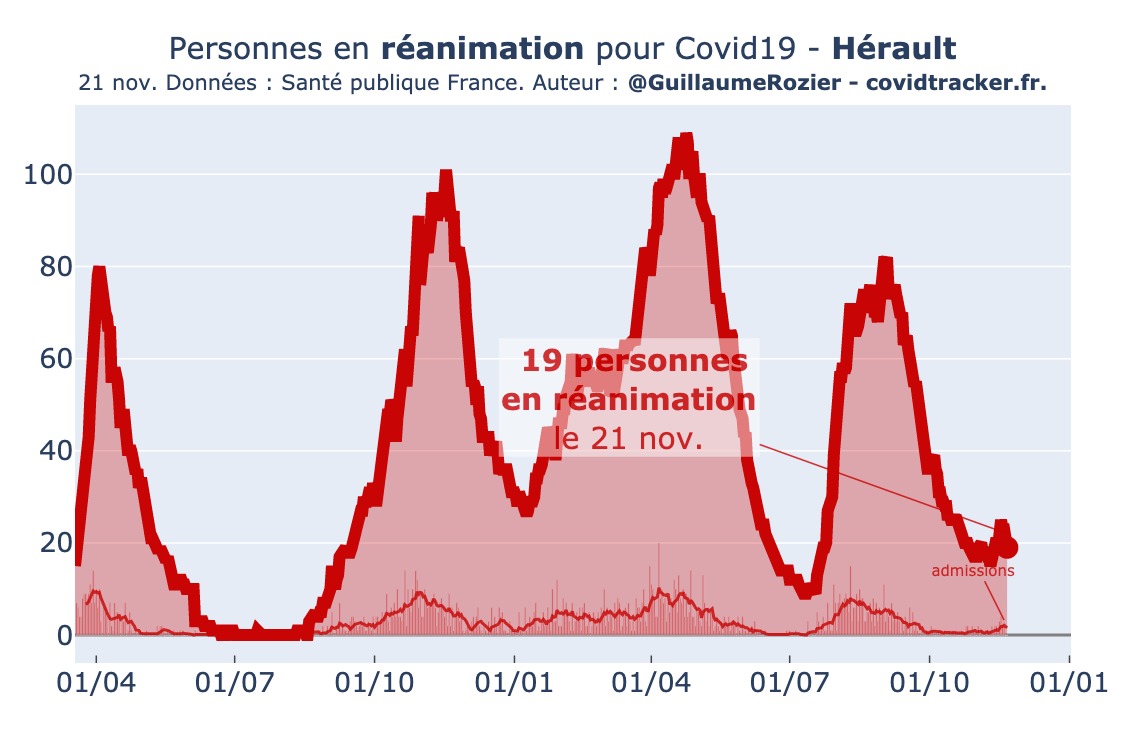 Personnes en réanimation pour Covid19 - Hérault
21 nov. Données : Santé publique France. Auteur : @GuillaumeRozier - covidtracker.fr.
100
80
60
40
20
0
19 personnes
en réanimation
le 21 nov.
admissions
01/04 01/07 01/10 01/01 01/04 01/07 01/10 01/01